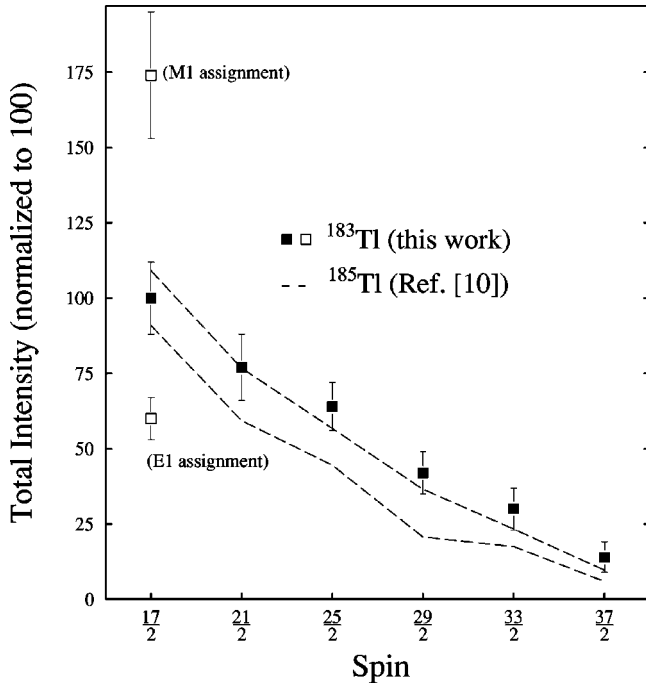 Total Intensity (normalized to 100)
175
150
125
100
75
50
25
0
(M1 assignment)
¹⁸³Tl (this work)
¹⁸⁵Tl (Ref. [10])
(E1 assignment)
17/2 21/2 25/2 29/2 33/2 37/2
Spin